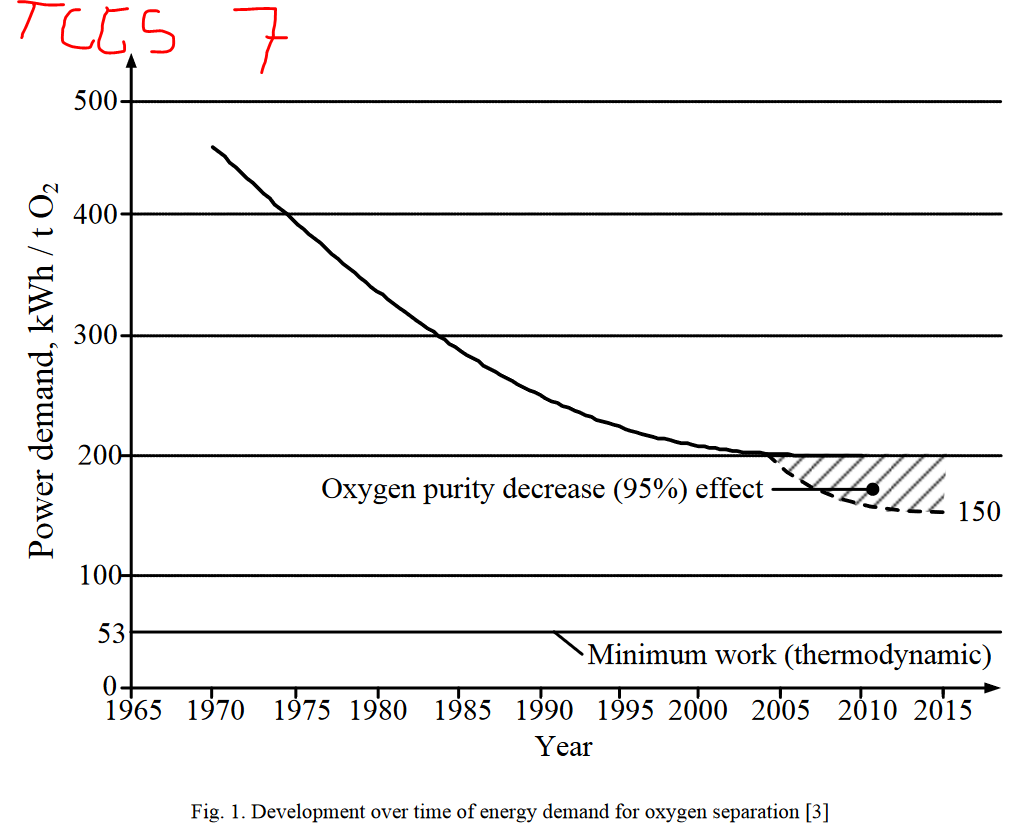 TCCS 7
500
400
300
200
100
53
0
Power demand, kWh / t O₂
Oxygen purity decrease (95%) effect
150
Minimum work (thermodynamic)
1965 1970 1975 1980 1985 1990 1995 2000 2005 2010 2015
Year
Fig. 1. Development over time of energy demand for oxygen separation [3]